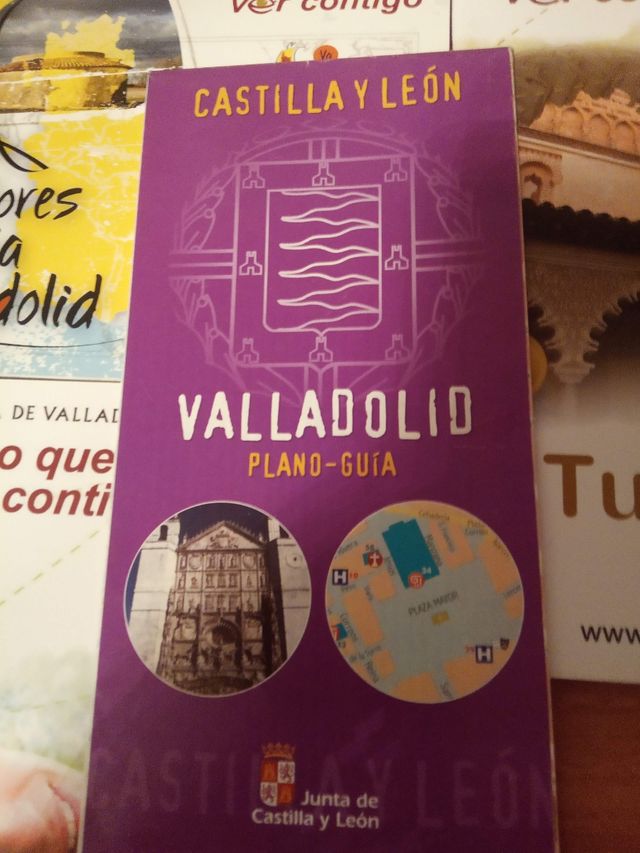 Ver contigo
CASTILLA Y LEÓN
VALLADOLID
PLANO-GUÍA
PLAZA MAYOR
H
H
CASTILLA Y LEÓN
Junta de
Castilla y León
ores
dolid
DE VALLAD
o que
conti
Tu
www